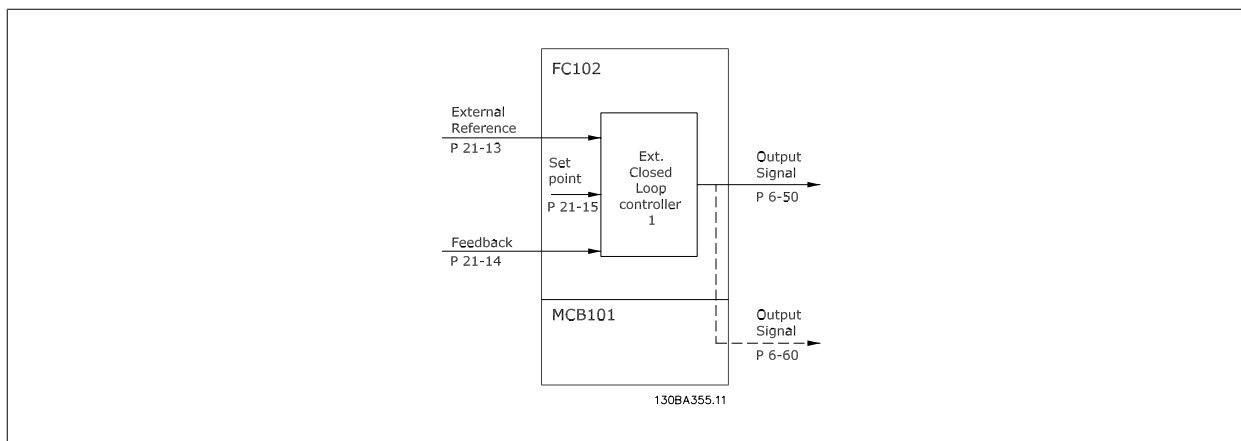 FC102
External
Reference
P 21-13
Set
point
P 21-15
Feedback
P 21-14
Ext.
Closed
Loop
controller
1
Output
Signal
P 6-50
MCB101
Output
Signal
P 6-60
130BA355.11